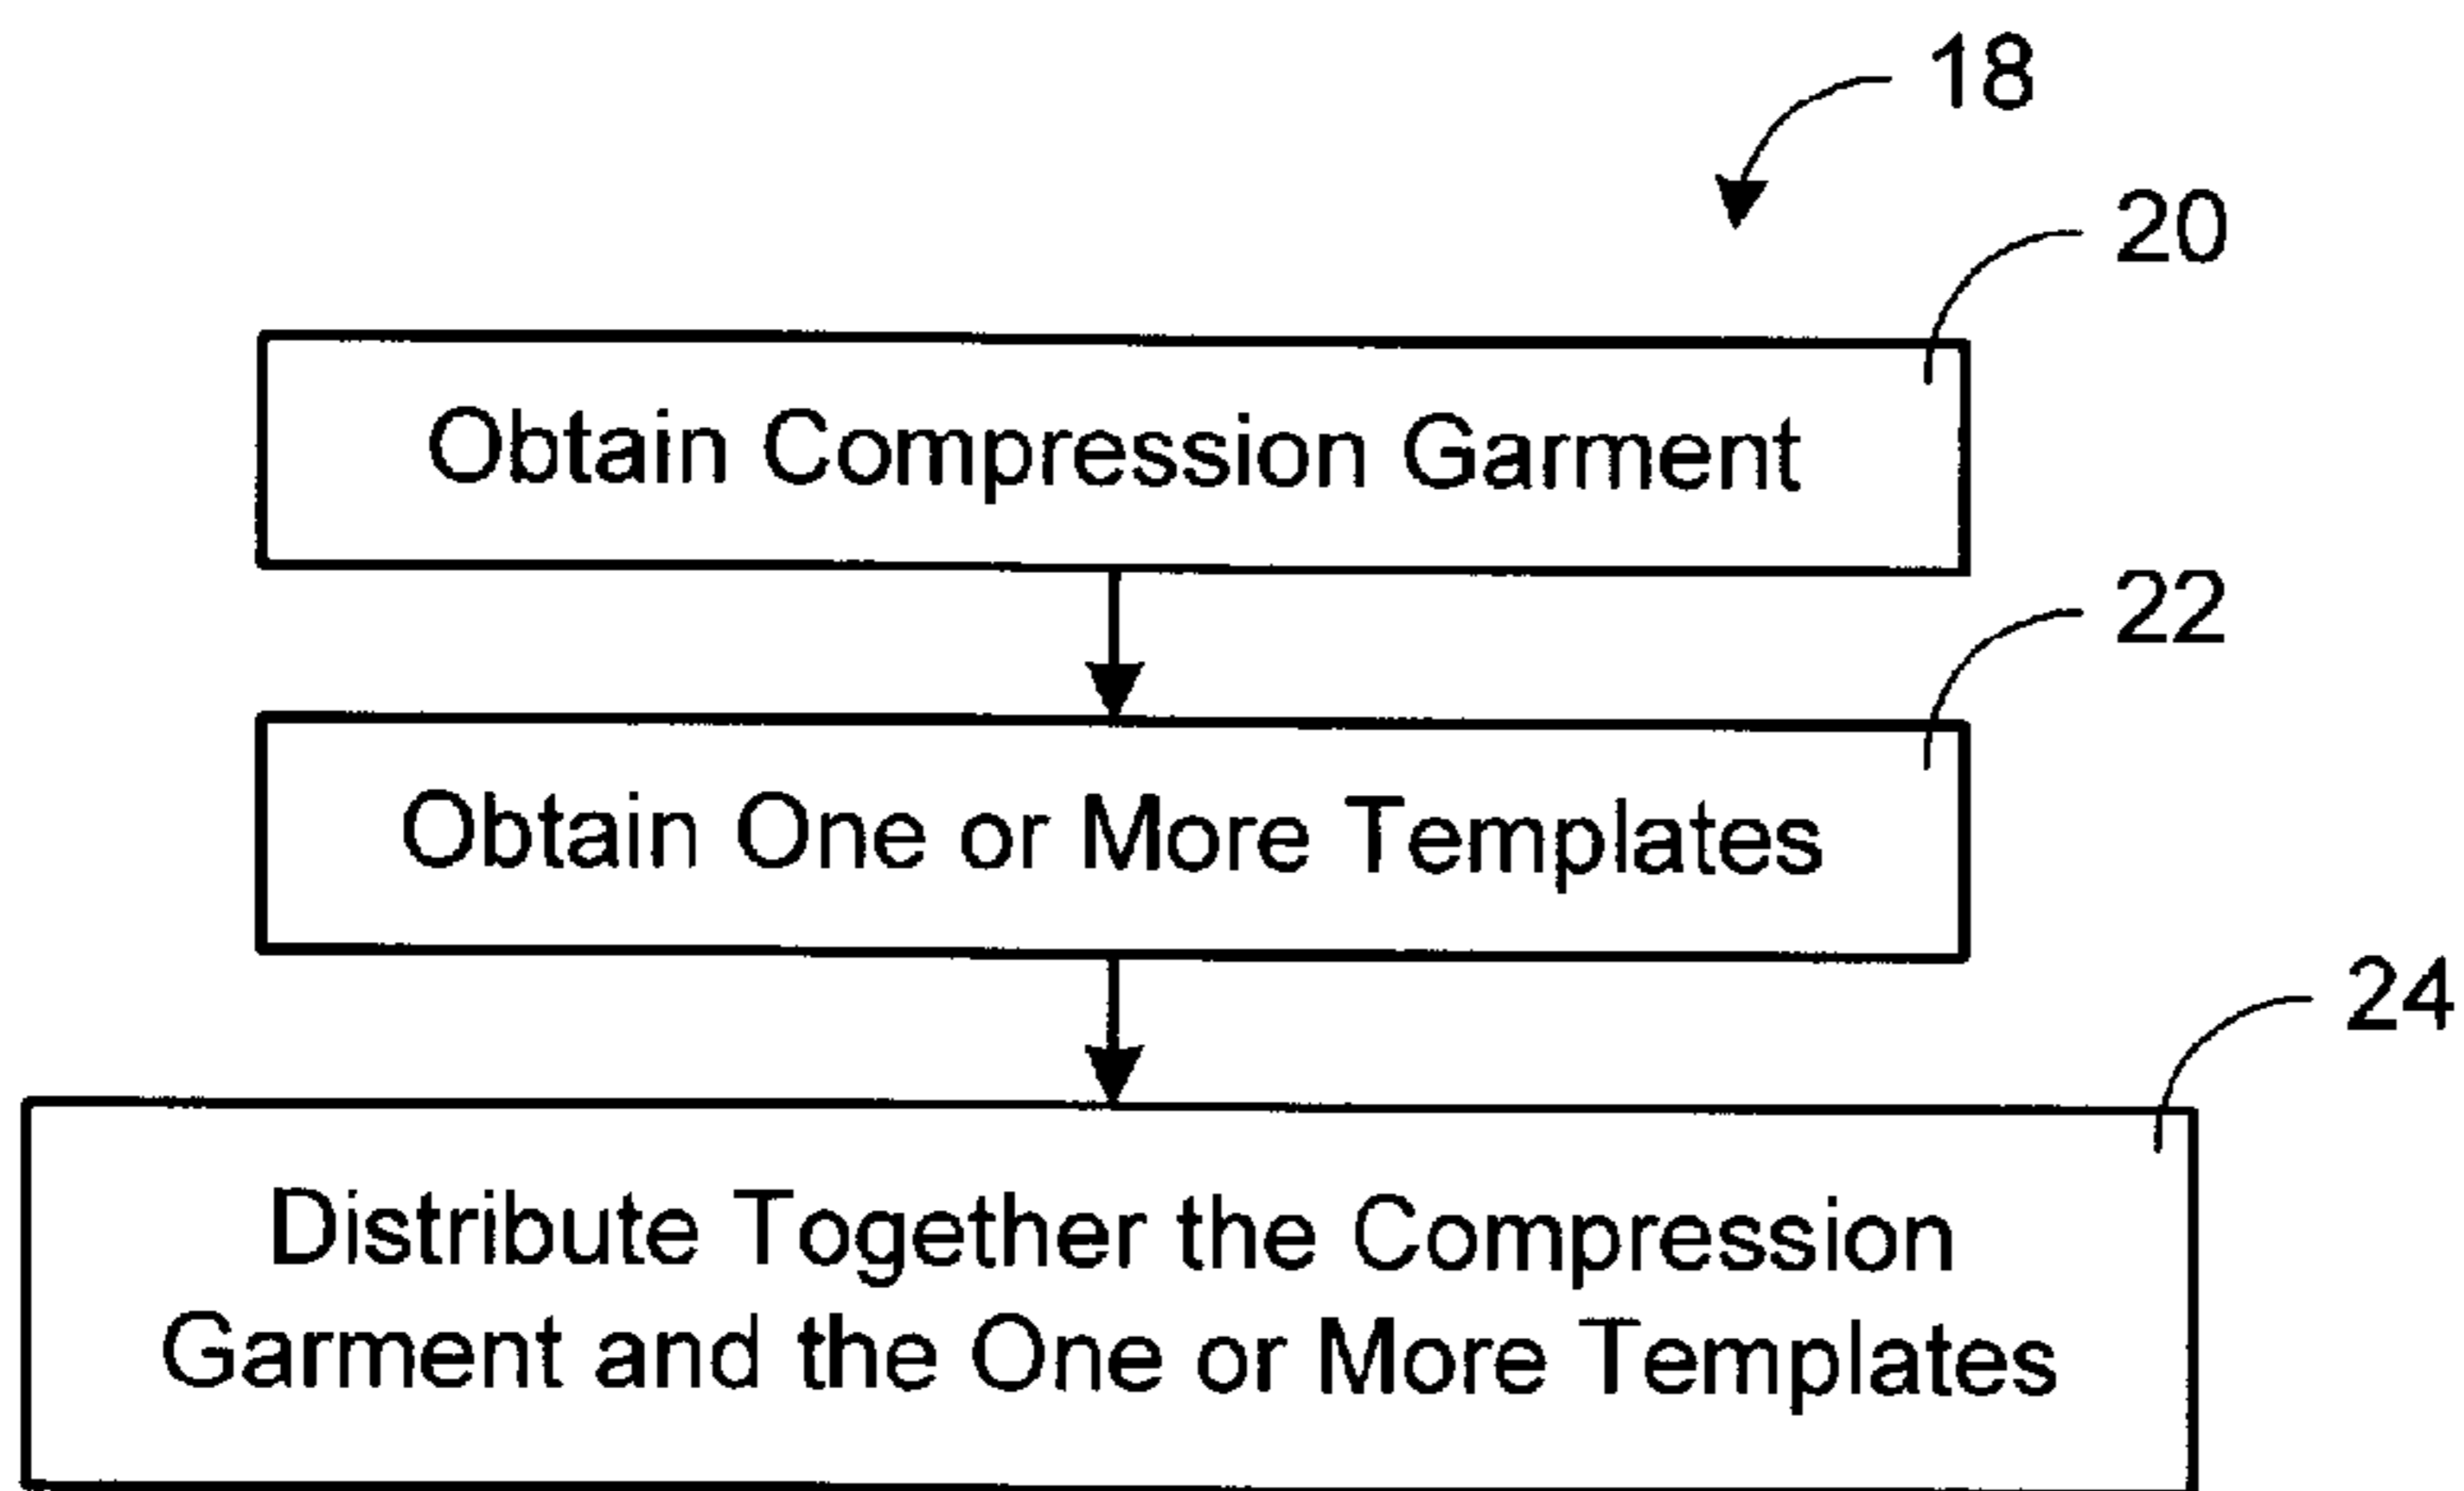 18
20
Obtain Compression Garment
22
Obtain One or More Templates
24
Distribute Together the Compression
Garment and the One or More Templates